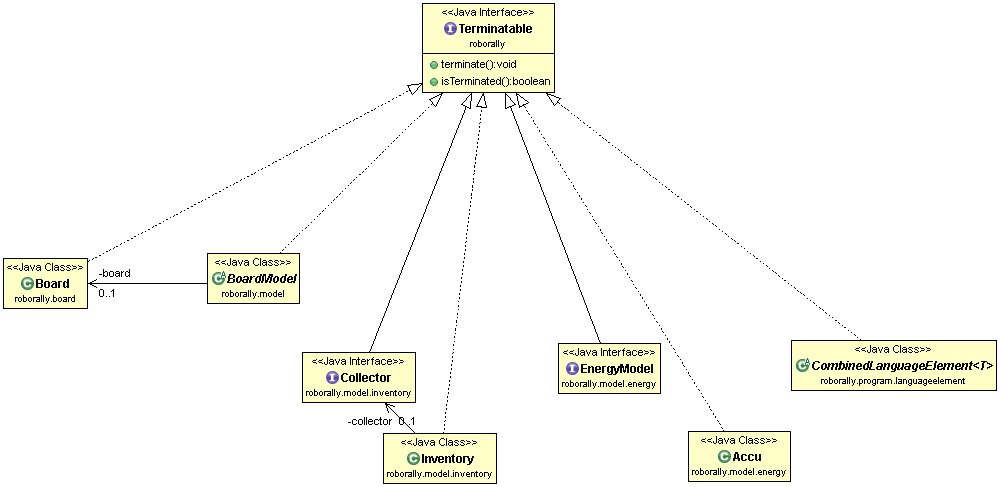 <<Java Interface>>
I Terminatable
roborally
terminate():void
isTerminated():boolean
<<Java Class>>
C Board
roborally.board
-board
0..1
<<Java Class>>
C A BoardModel
roborally.model
<<Java Interface>>
I Collector
roborally.model.inventory
-collector 0..1
<<Java Class>>
C Inventory
roborally.model.inventory
<<Java Interface>>
I EnergyModel
roborally.model.energy
<<Java Class>>
C Accu
roborally.model.energy
<<Java Class>>
C A CombinedLanguageElement<T>
roborally.program.languageelement